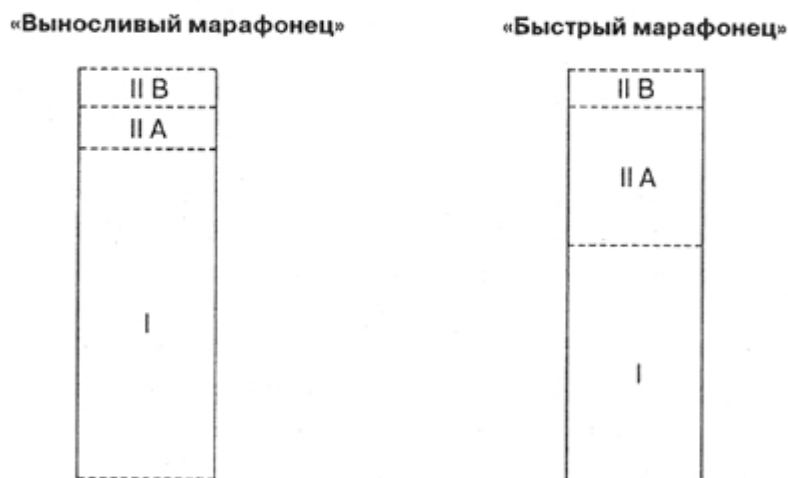 «Выносливый марафонец»
«Быстрый марафонец»
II B
II A
I
II B
II A
I